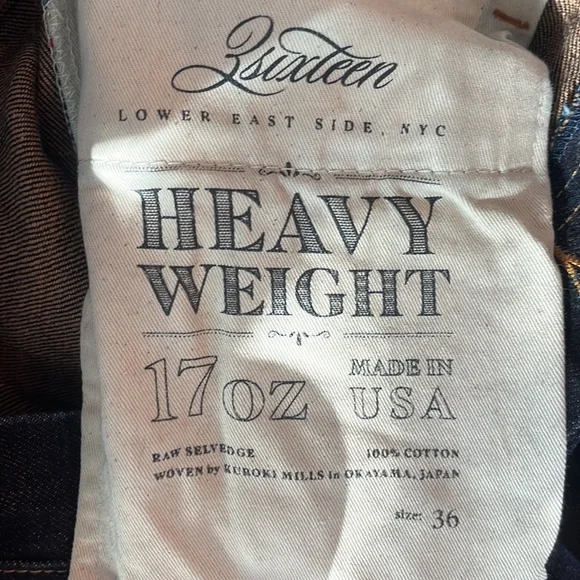 3sixteen
LOWER EAST SIDE, NYC
HEAVY
WEIGHT
17OZ
MADE IN
USA
RAW SELVEDGE
100% COTTON
WOVEN by KUROKI MILLS in OKAYAMA, JAPAN
size: 36